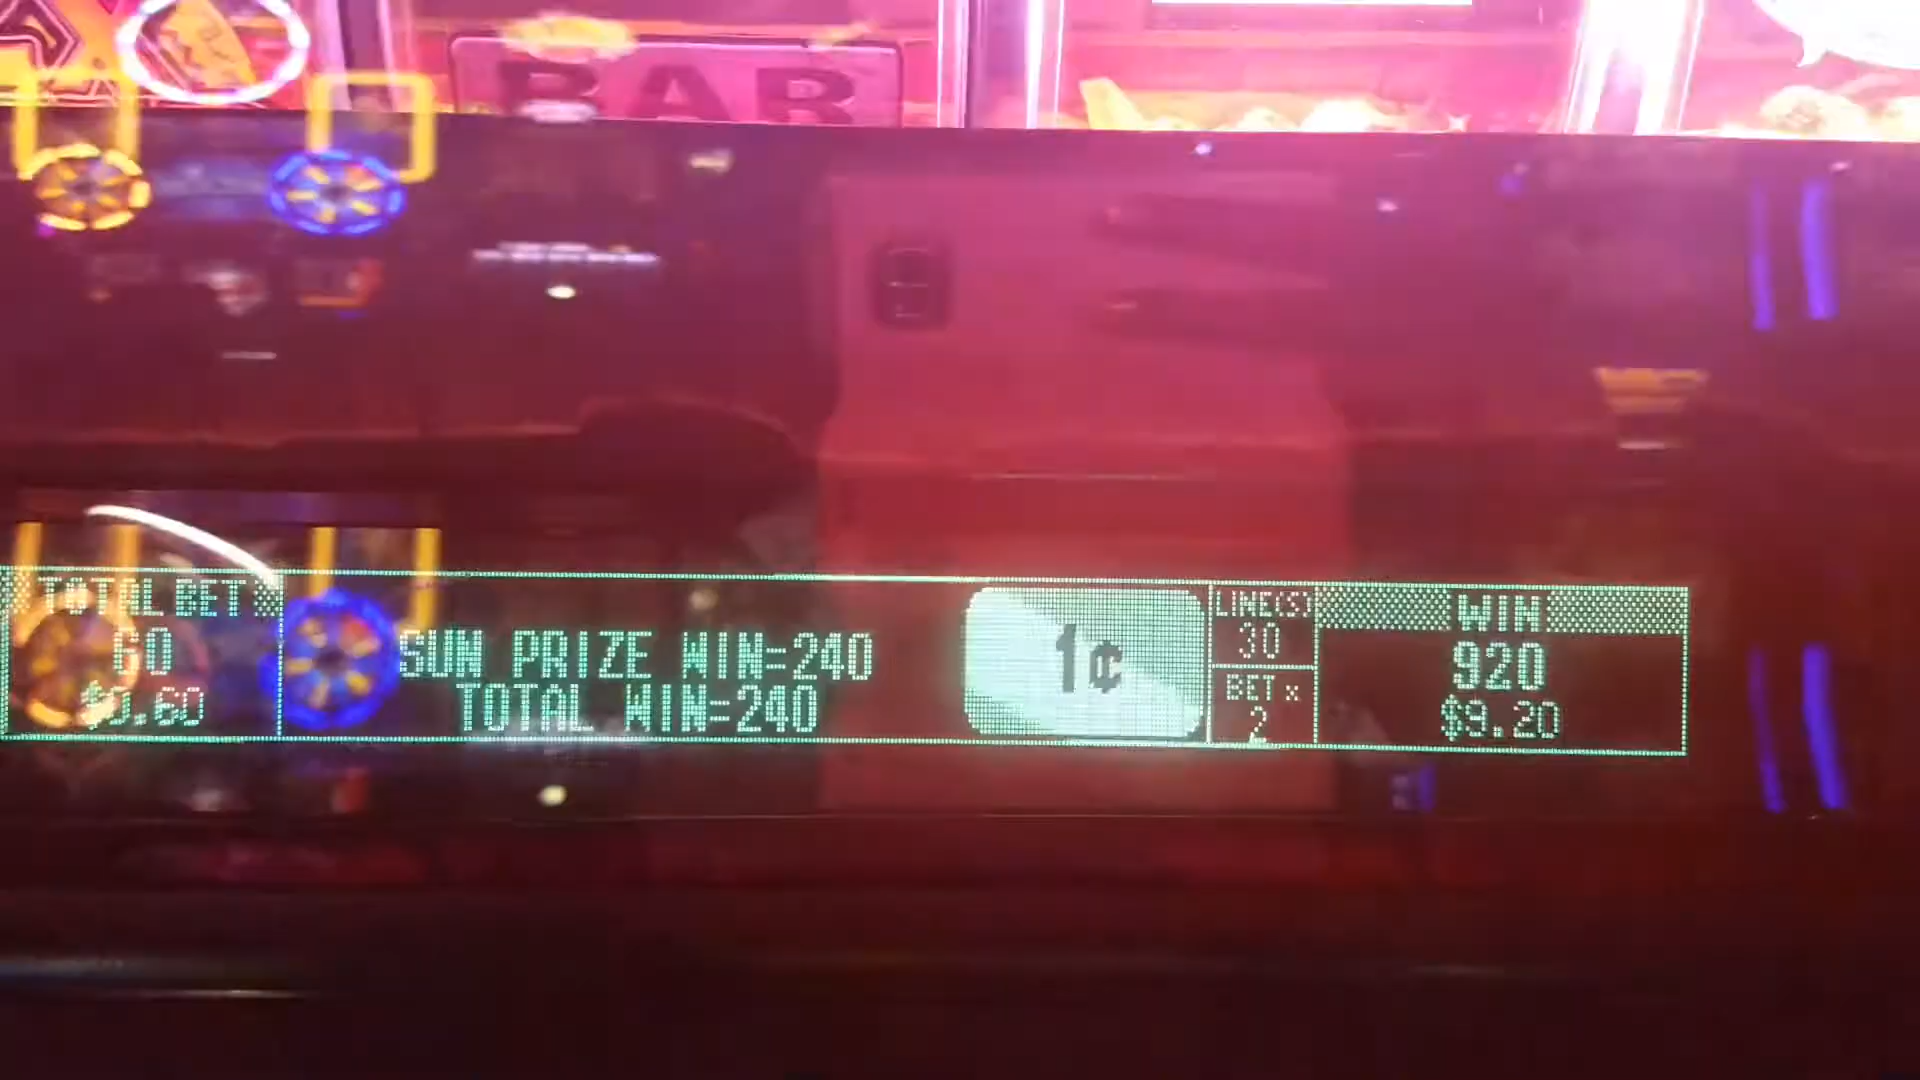 BAR
TOTAL BET
60
$0.60
SUN PRIZE WIN=240
TOTAL WIN=240
1¢
LINE(S)
30
BET x
2
WIN
920
$9.20